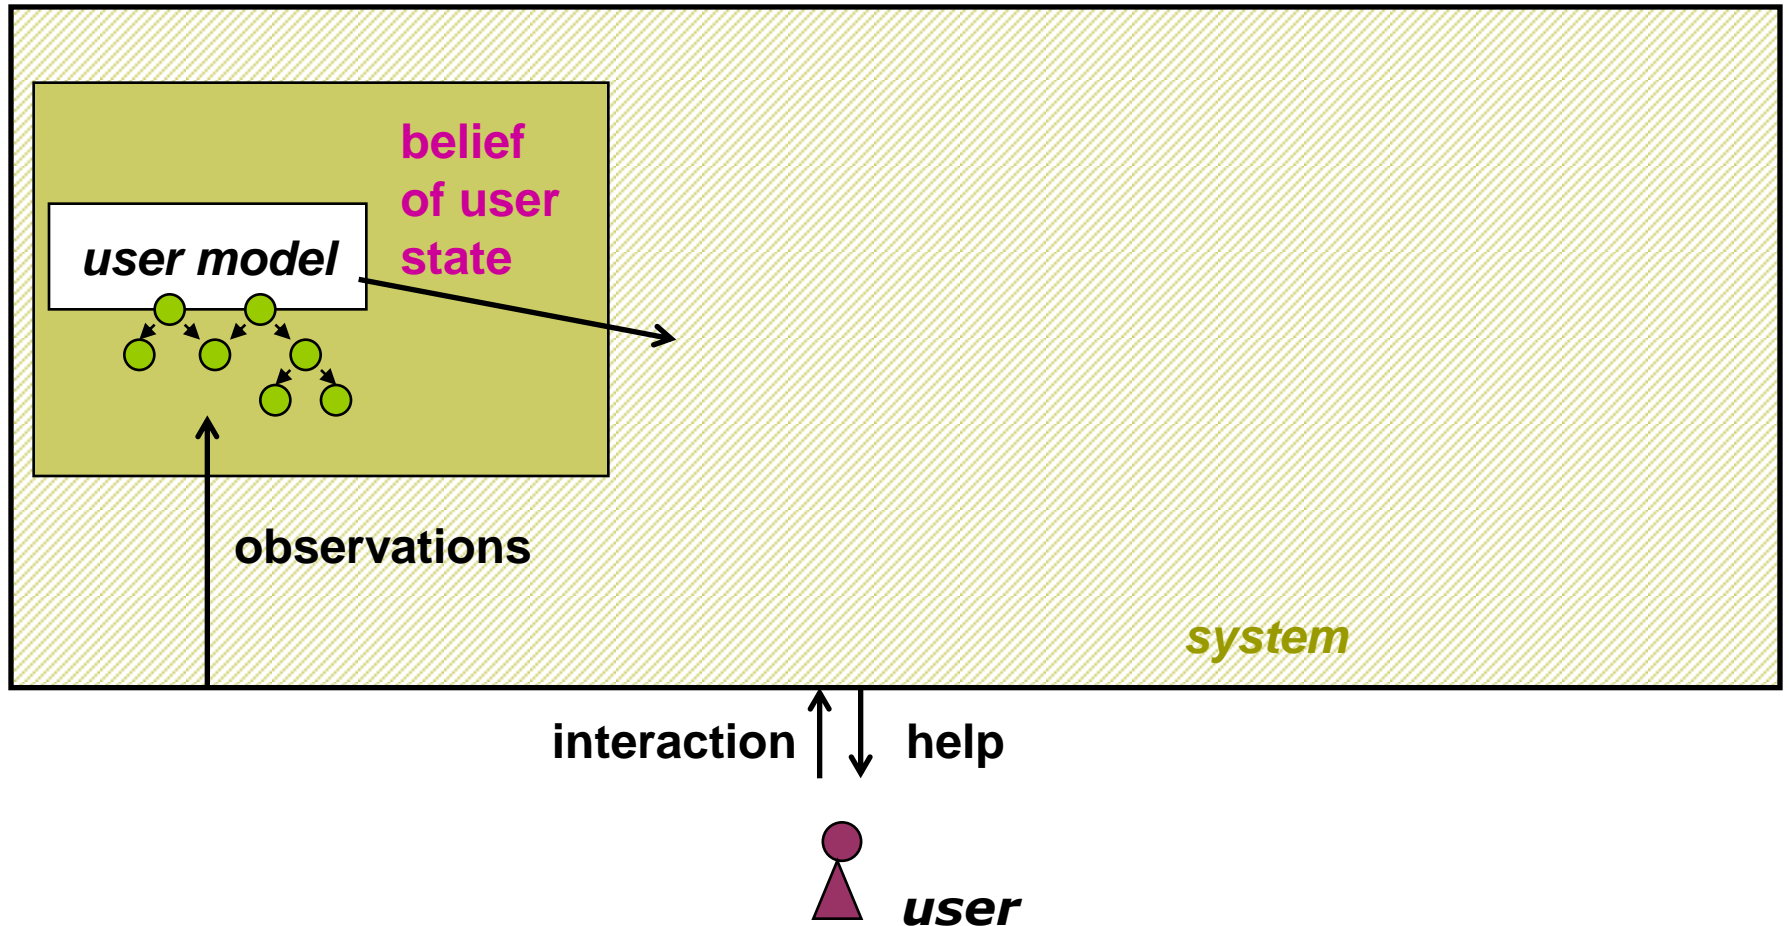 belief
of user
state
user model
observations
system
interaction
help
user